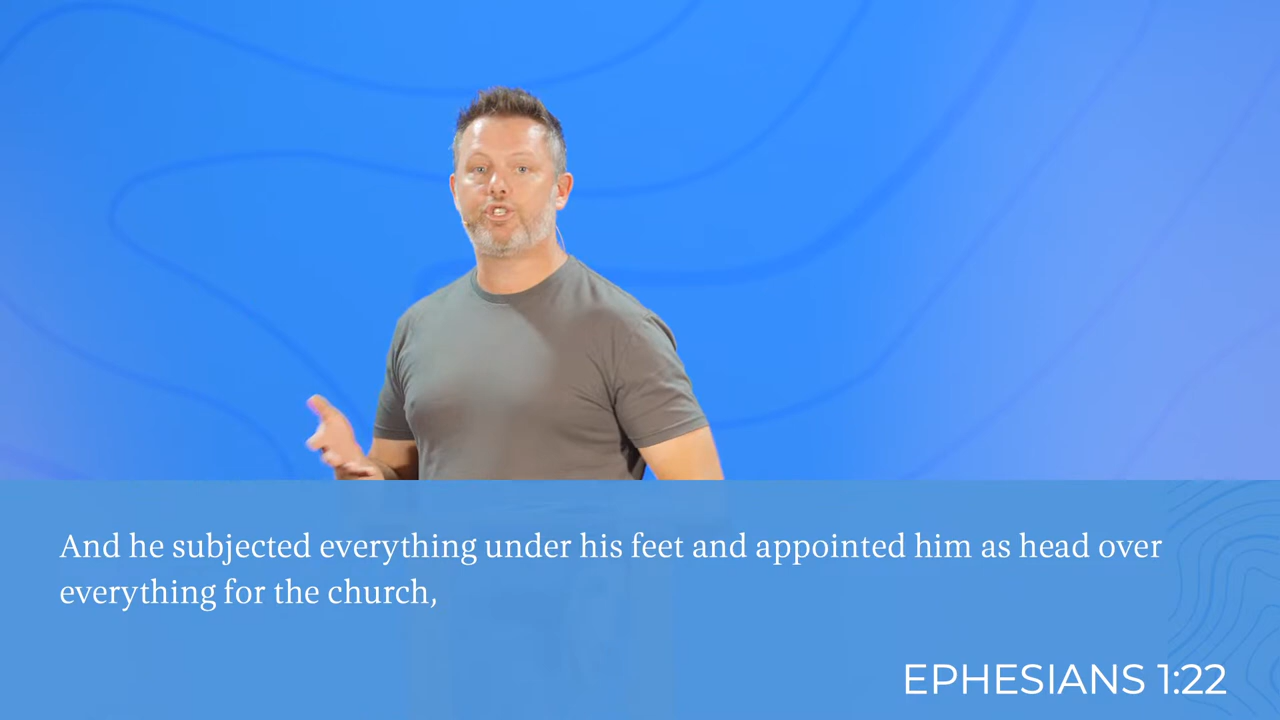 And he subjected everything under his feet and appointed him as head over
everything for the church,
EPHESIANS 1:22